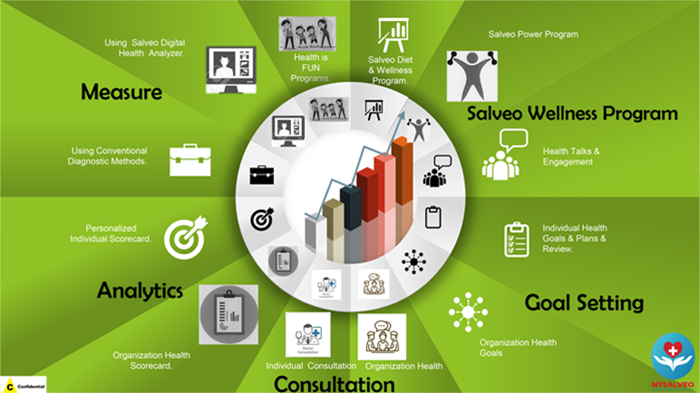 Using Salveo Digital
Health Analyzer.
Measure
Using Conventional
Diagnostic Methods.
Health is
FUN
Programs.
Salveo Diet
& Wellness
Program.
Salveo Power Program
Salveo Wellness Program
Health Talks &
Engagement
Personalized
Individual Scorecard.
Analytics
Organization Health
Scorecard.
Individual Health
Goals & Plans &
Review.
Goal Setting
Organization Health
Goals
Doctor
Consultation
Individual Consultation
Organization Health
Consultation
C
Confidential
MYSALVEO